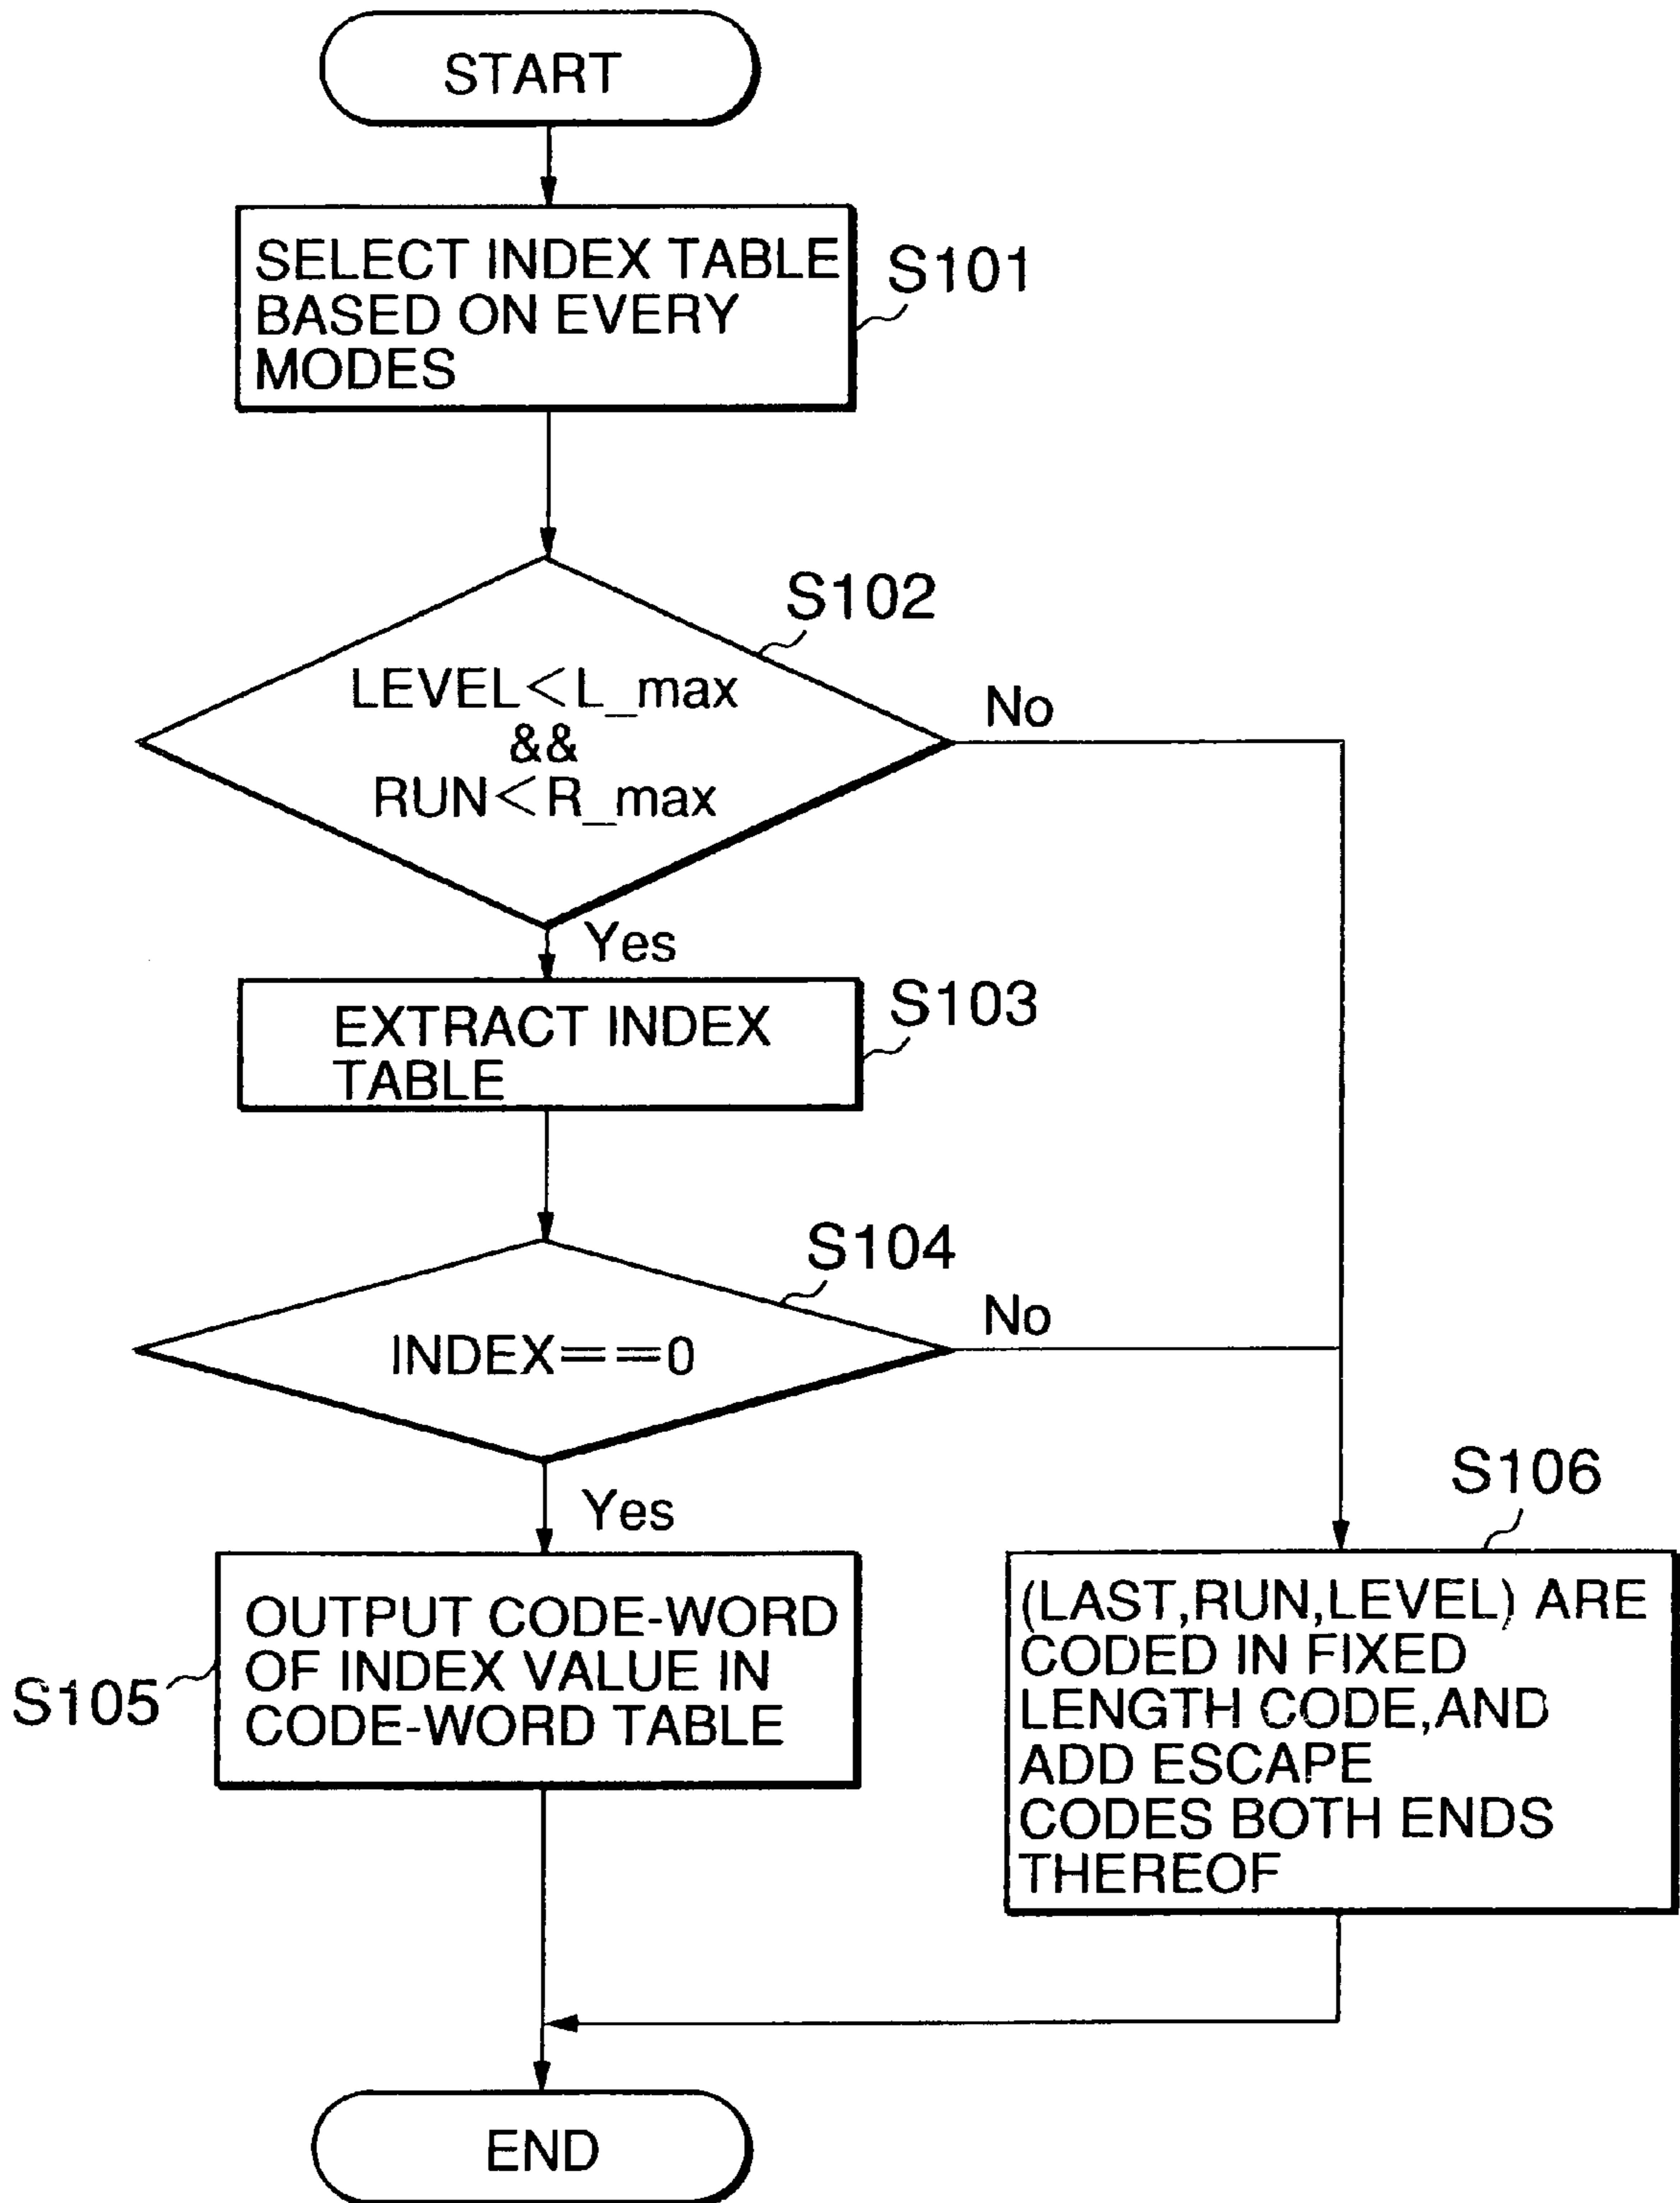 START
SELECT INDEX TABLE
BASED ON EVERY
MODES
S101
S102
LEVEL<L_max
&&
RUN<R_max
No
Yes
EXTRACT INDEX
TABLE
S103
S104
INDEX==0
No
Yes
S105
OUTPUT CODE-WORD
OF INDEX VALUE IN
CODE-WORD TABLE
S106
(LAST,RUN,LEVEL) ARE
CODED IN FIXED
LENGTH CODE,AND
ADD ESCAPE
CODES BOTH ENDS
THEREOF
END